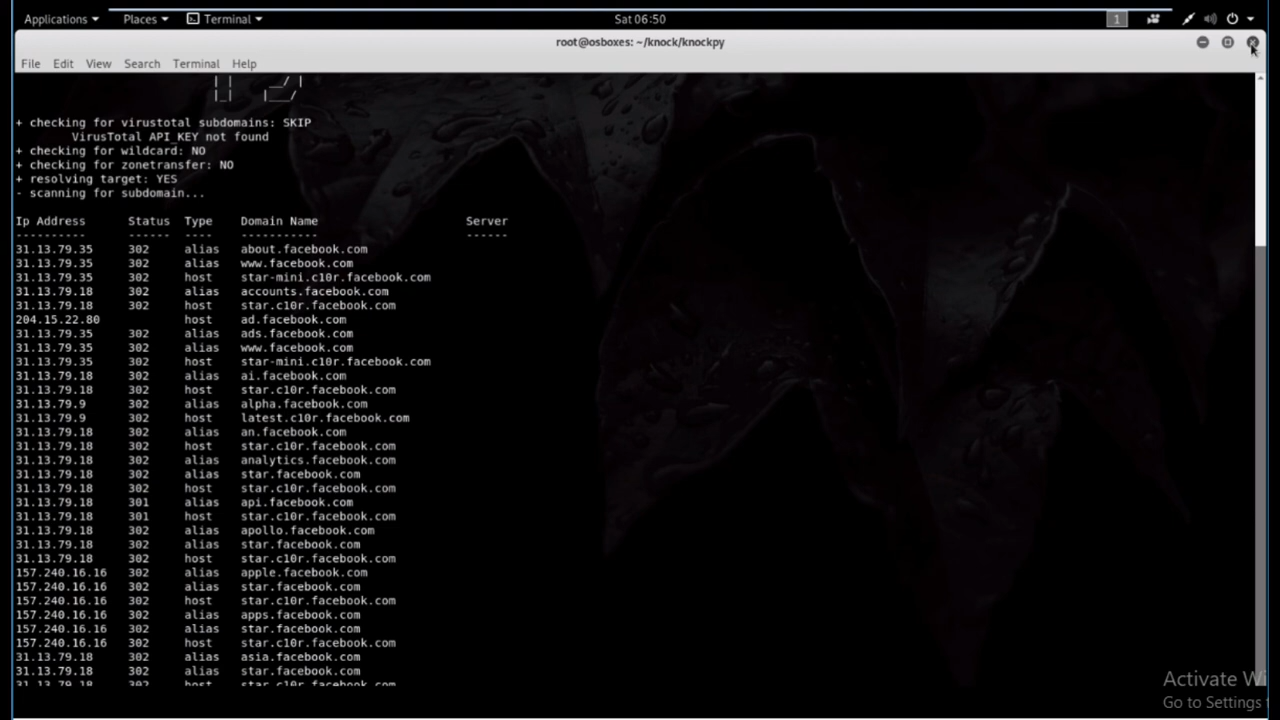 Applications Places Terminal Sat 06:50 1
root@osboxes: ~/knock/knockpy
File Edit View Search Terminal Help
+ checking for virustotal subdomains: SKIP
VirusTotal API_KEY not found
+ checking for wildcard: NO
+ checking for zonetransfer: NO
+ resolving target: YES
- scanning for subdomain...
Ip Address Status Type Domain Name Server
---------- ------ ---- ----------- ------
31.13.79.35 302 alias about.facebook.com
31.13.79.35 302 alias www.facebook.com
31.13.79.35 302 host star-mini.c10r.facebook.com
31.13.79.18 302 alias accounts.facebook.com
31.13.79.18 302 host star.c10r.facebook.com
204.15.22.80 host ad.facebook.com
31.13.79.35 302 alias ads.facebook.com
31.13.79.35 302 alias www.facebook.com
31.13.79.35 302 host star-mini.c10r.facebook.com
31.13.79.18 302 alias ai.facebook.com
31.13.79.18 302 host star.c10r.facebook.com
31.13.79.9 302 alias alpha.facebook.com
31.13.79.9 302 host latest.c10r.facebook.com
31.13.79.18 302 alias an.facebook.com
31.13.79.18 302 host star.c10r.facebook.com
31.13.79.18 302 alias analytics.facebook.com
31.13.79.18 302 alias star.facebook.com
31.13.79.18 302 host star.c10r.facebook.com
31.13.79.18 301 alias api.facebook.com
31.13.79.18 301 host star.c10r.facebook.com
31.13.79.18 302 alias apollo.facebook.com
31.13.79.18 302 alias star.facebook.com
31.13.79.18 302 host star.c10r.facebook.com
157.240.16.16 302 alias apple.facebook.com
157.240.16.16 302 alias star.facebook.com
157.240.16.16 302 host star.c10r.facebook.com
157.240.16.16 302 alias apps.facebook.com
157.240.16.16 302 alias star.facebook.com
157.240.16.16 302 host star.c10r.facebook.com
31.13.79.18 302 alias asia.facebook.com
31.13.79.18 302 alias star.facebook.com
31.13.79.18 302 host star.c10r.facebook.com
Activate Wi
Go to Settings